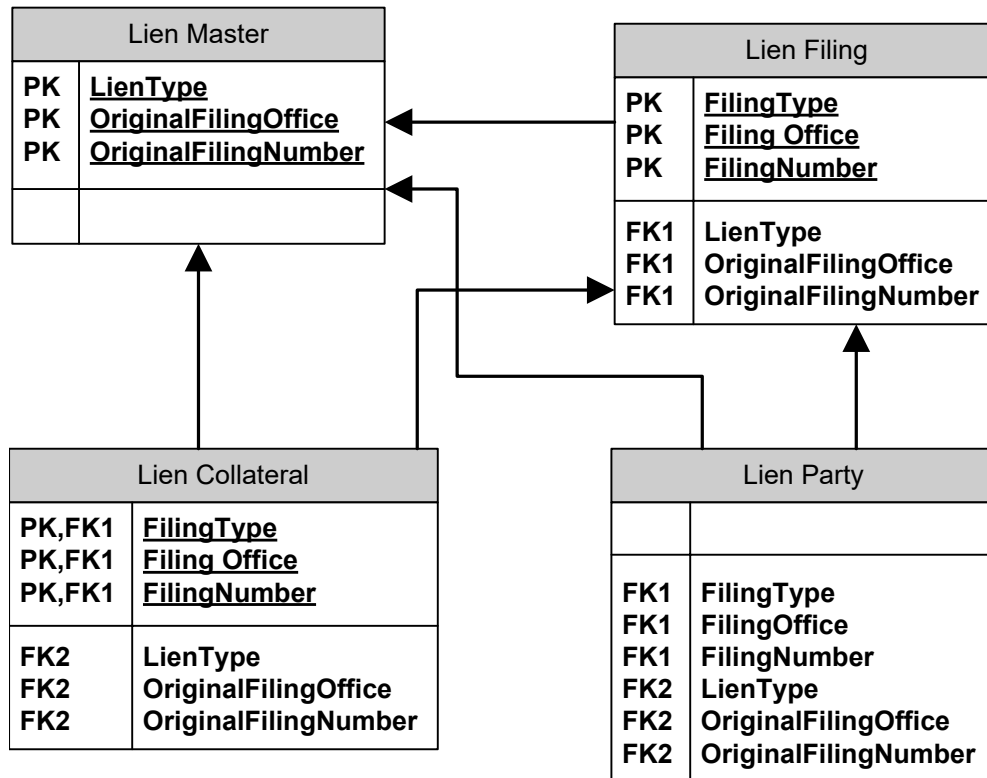 Lien Master
PK LienType
PK OriginalFilingOffice
PK OriginalFilingNumber
Lien Filing
PK FilingType
PK Filing Office
PK FilingNumber
FK1 LienType
FK1 OriginalFilingOffice
FK1 OriginalFilingNumber
Lien Collateral
PK,FK1 FilingType
PK,FK1 Filing Office
PK,FK1 FilingNumber
FK2 LienType
FK2 OriginalFilingOffice
FK2 OriginalFilingNumber
Lien Party
FK1 FilingType
FK1 FilingOffice
FK1 FilingNumber
FK2 LienType
FK2 OriginalFilingOffice
FK2 OriginalFilingNumber